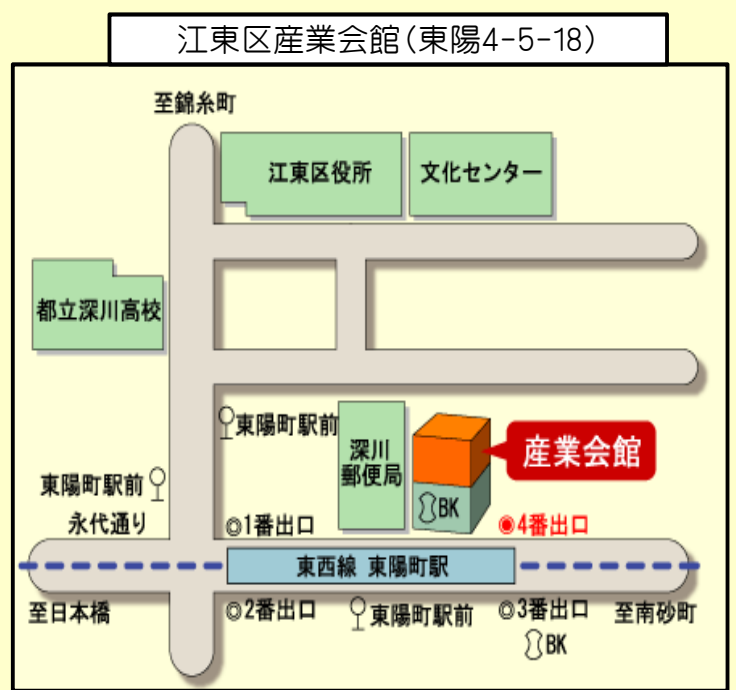 江東区産業会館(東陽4-5-18)
至錦糸町
江東区役所
文化センター
都立深川高校
東陽町駅前
深川
郵便局
産業会館
東陽町駅前
BK
永代通り
◎1番出口
◉4番出口
東西線 東陽町駅
至日本橋
◎2番出口
東陽町駅前
◎3番出口
至南砂町
BK